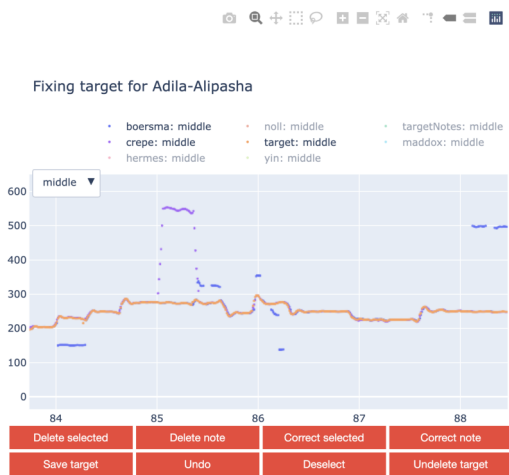 Fixing target for Adila-Alipasha
boersma: middle noll: middle targetNotes: middle
crepe: middle target: middle maddox: middle
hermes: middle yin: middle
middle ▼
600
500
400
300
200
100
0
84 85 86 87 88
Delete selected Delete note Correct selected Correct note
Save target Undo Deselect Undelete target